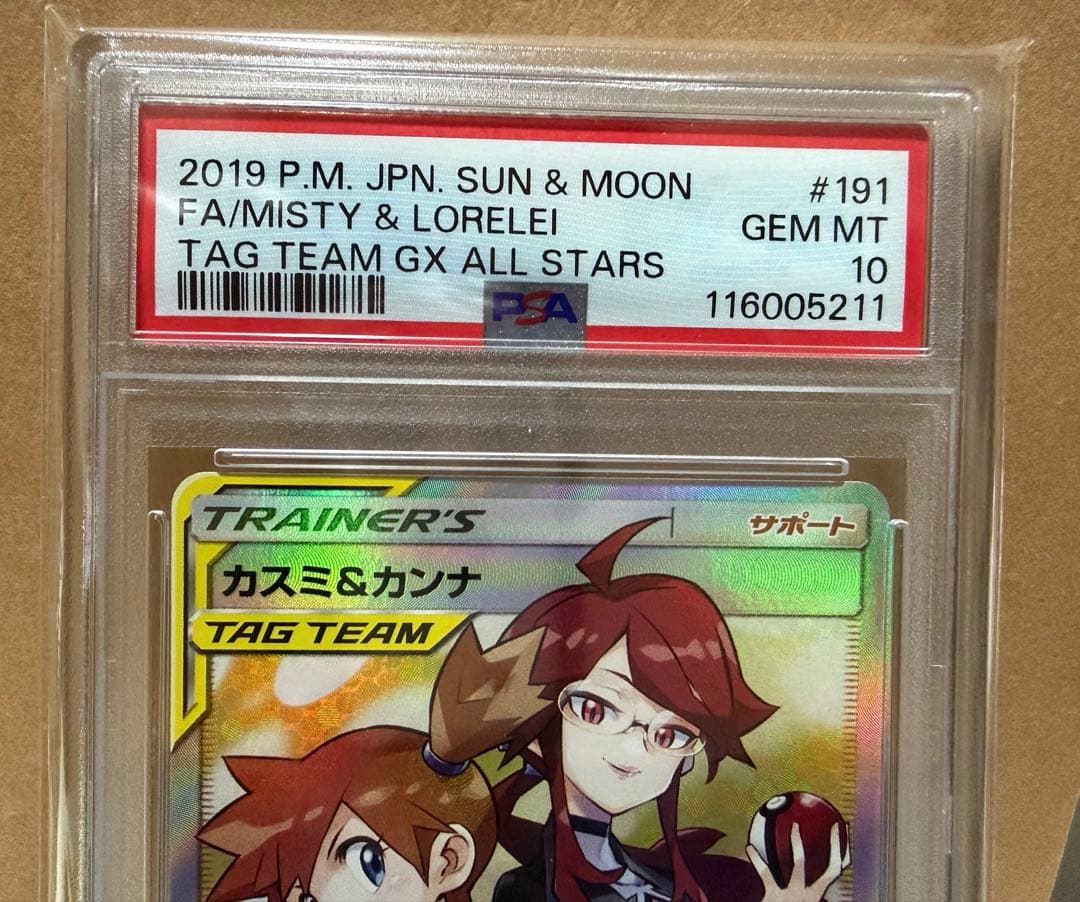 2019 P.M. JPN. SUN & MOON #191
FA/MISTY & LORELEI GEM MT
TAG TEAM GX ALL STARS 10
PSA 116005211
TRAINER'S サポート
カスミ&カンナ
TAG TEAM